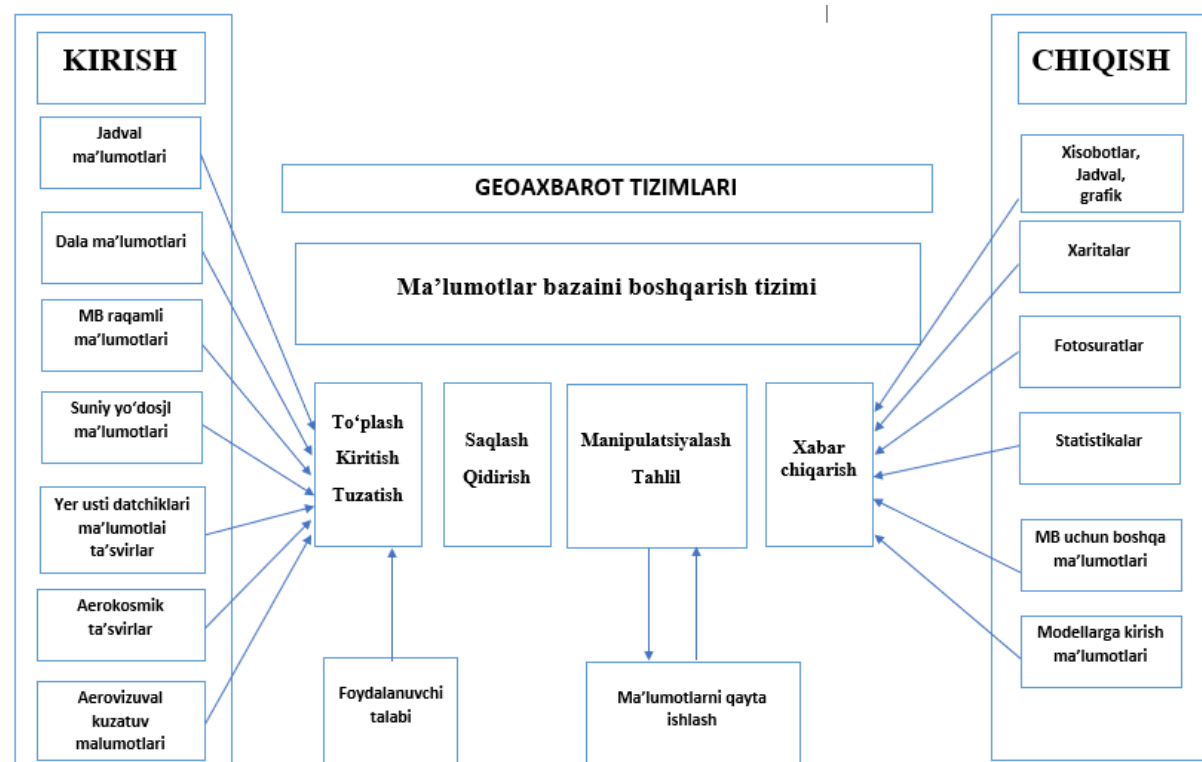 KIRISH
Jadval
ma'lumotlari
Dala ma'lumotlari
MB raqamli
ma'lumotlari
Suniy yo'dosjl
ma'lumotlari
Yer usti datchiklari
ma'lumotlai
ta'svirlar
Aerokosmik
ta'svirlar
Aerovizuval
kuzatuv
malumotlari
GEOAXBAROT TIZIMLARI
Ma'lumotlar bazaini boshqarish tizimi
To'plash
Kiritish
Tuzatish
Saqlash
Qidirish
Manipulatsiyalash
Tahlil
Xabar
chiqarish
Foydalanuvchi
talabi
Ma'lumotlarni qayta
ishlash
CHIQISH
Xisobotlar,
Jadval,
grafik
Xaritalar
Fotosuratlar
Statistikalar
MB uchun boshqa
ma'lumotlari
Modellarga kirish
ma'lumotlari